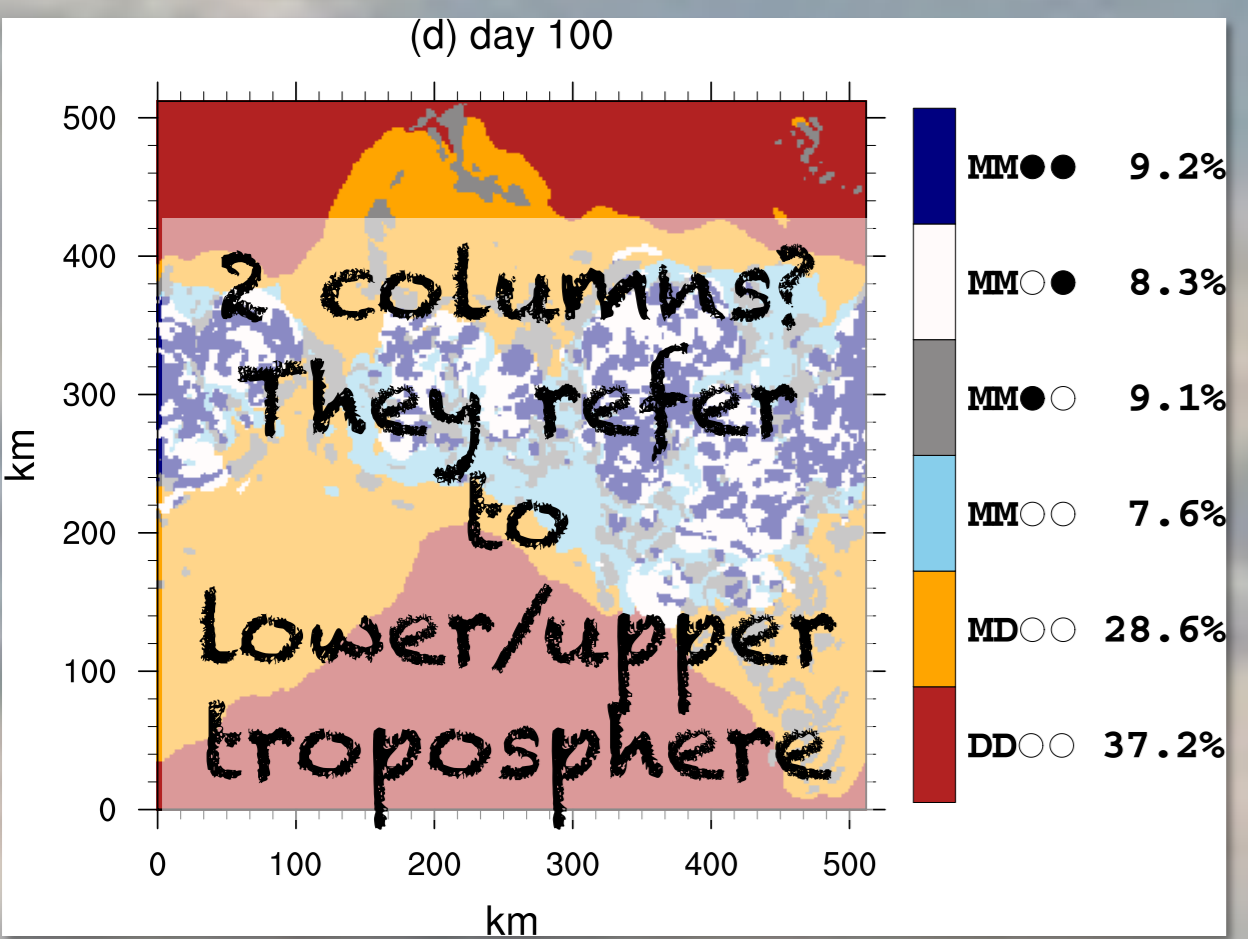 (d) day 100
500
400
300
200
100
0
km
0 100 200 300 400 500
km
2 columns?
They refer
to
lower/upper
troposphere
MM●● 9.2%
MM○● 8.3%
MM●○ 9.1%
MM○○ 7.6%
MD○○ 28.6%
DD○○ 37.2%